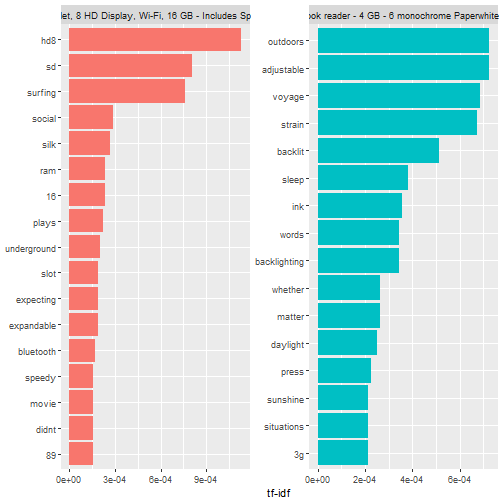 let, 8 HD Display, Wi-Fi, 16 GB - Includes Sp
hd8
sd
surfing
social
silk
ram
16
plays
underground
slot
expecting
expandable
bluetooth
speedy
movie
didnt
89
0e+00 3e-04 6e-04 9e-04
ook reader - 4 GB - 6 monochrome Paperwhite
outdoors
adjustable
voyage
strain
backlit
sleep
ink
words
backlighting
whether
matter
daylight
press
sunshine
situations
3g
0e+00 2e-04 4e-04 6e-04
tf-idf